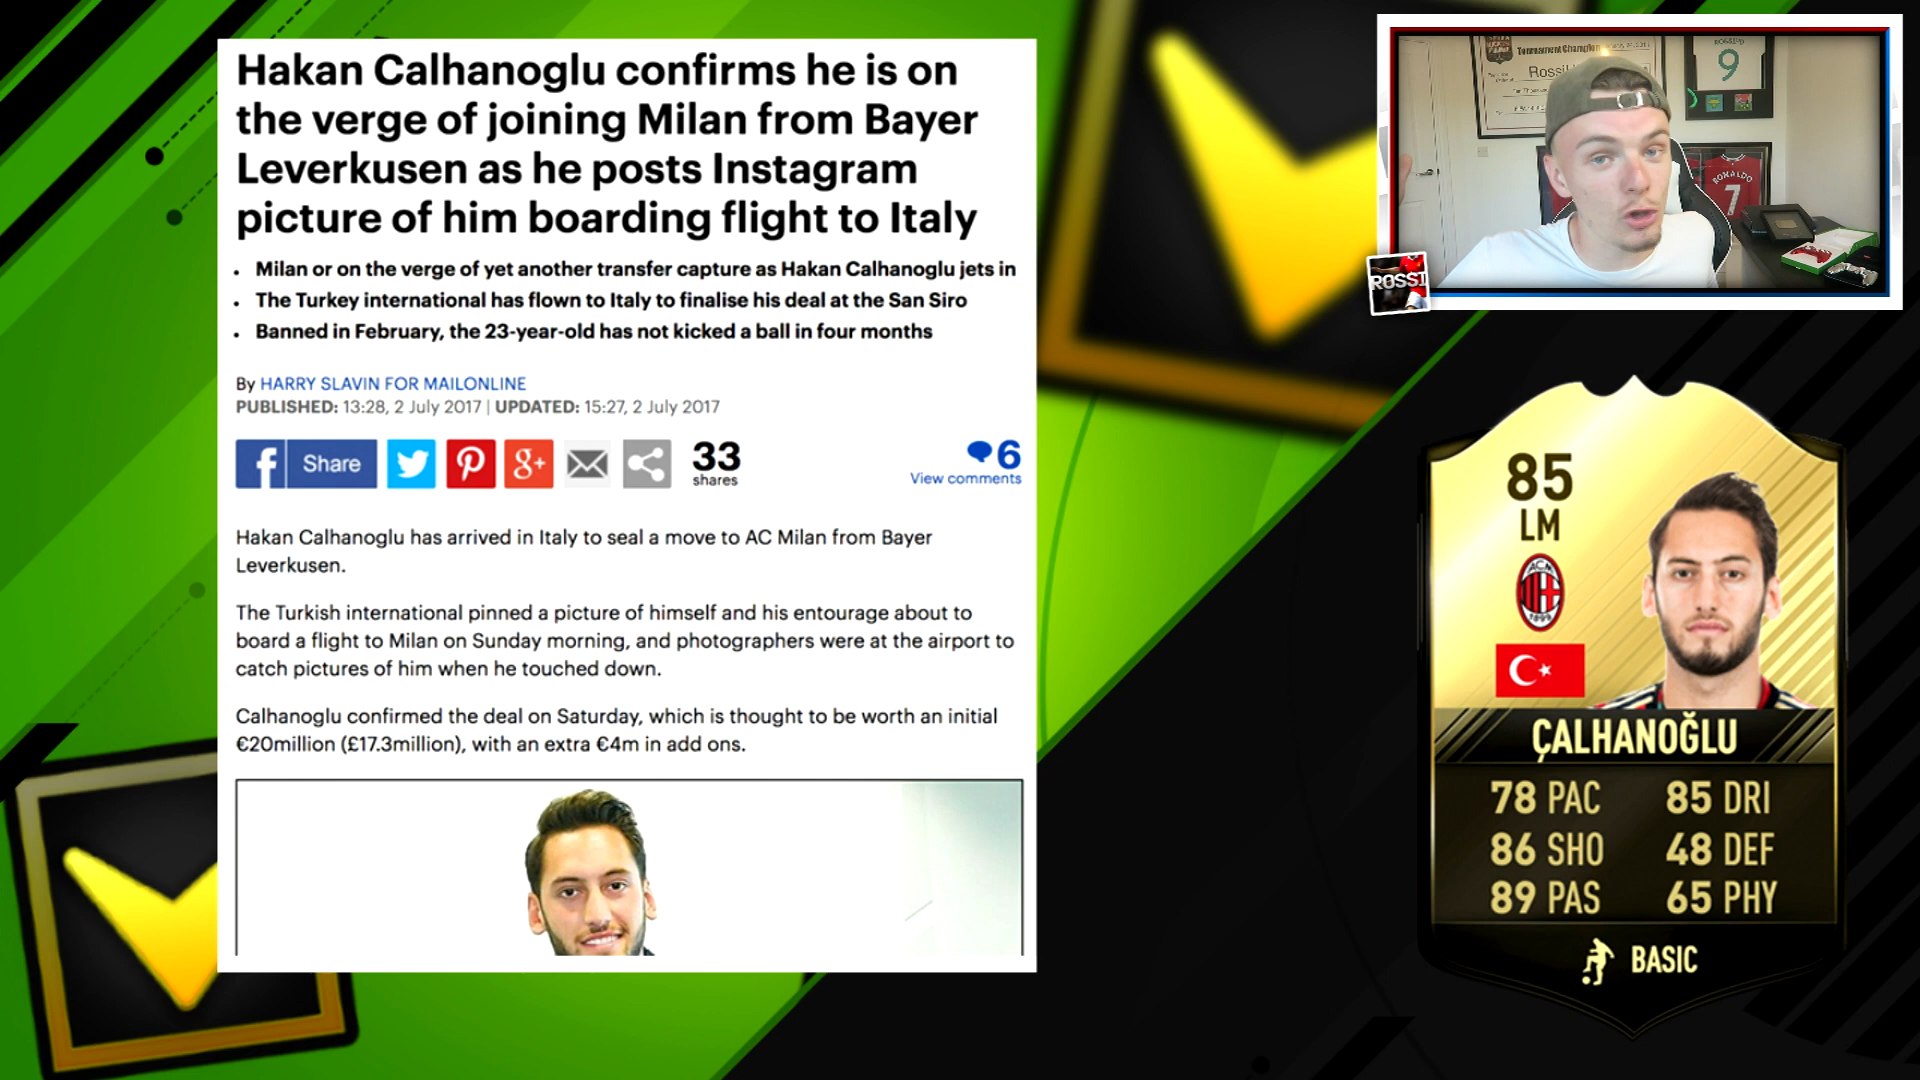 Hakan Calhanoglu confirms he is on
the verge of joining Milan from Bayer
Leverkusen as he posts Instagram
picture of him boarding flight to Italy
• Milan or on the verge of yet another transfer capture as Hakan Calhanoglu jets in
• The Turkey international has flown to Italy to finalise his deal at the San Siro
• Banned in February, the 23-year-old has not kicked a ball in four months
By HARRY SLAVIN FOR MAILONLINE
PUBLISHED: 13:28, 2 July 2017 | UPDATED: 15:27, 2 July 2017
f Share
g+
33
shares
6
View comments
Hakan Calhanoglu has arrived in Italy to seal a move to AC Milan from Bayer
Leverkusen.
The Turkish international pinned a picture of himself and his entourage about to
board a flight to Milan on Sunday morning, and photographers were at the airport to
catch pictures of him when he touched down.
Calhanoglu confirmed the deal on Saturday, which is thought to be worth an initial
€20million (£17.3million), with an extra €4m in add ons.
Tournament Champion
Rossi
9
RONALDO
7
ROSSI
85
LM
ACM
1899
ÇALHANOĞLU
78 PAC 85 DRI
86 SHO 48 DEF
89 PAS 65 PHY
BASIC